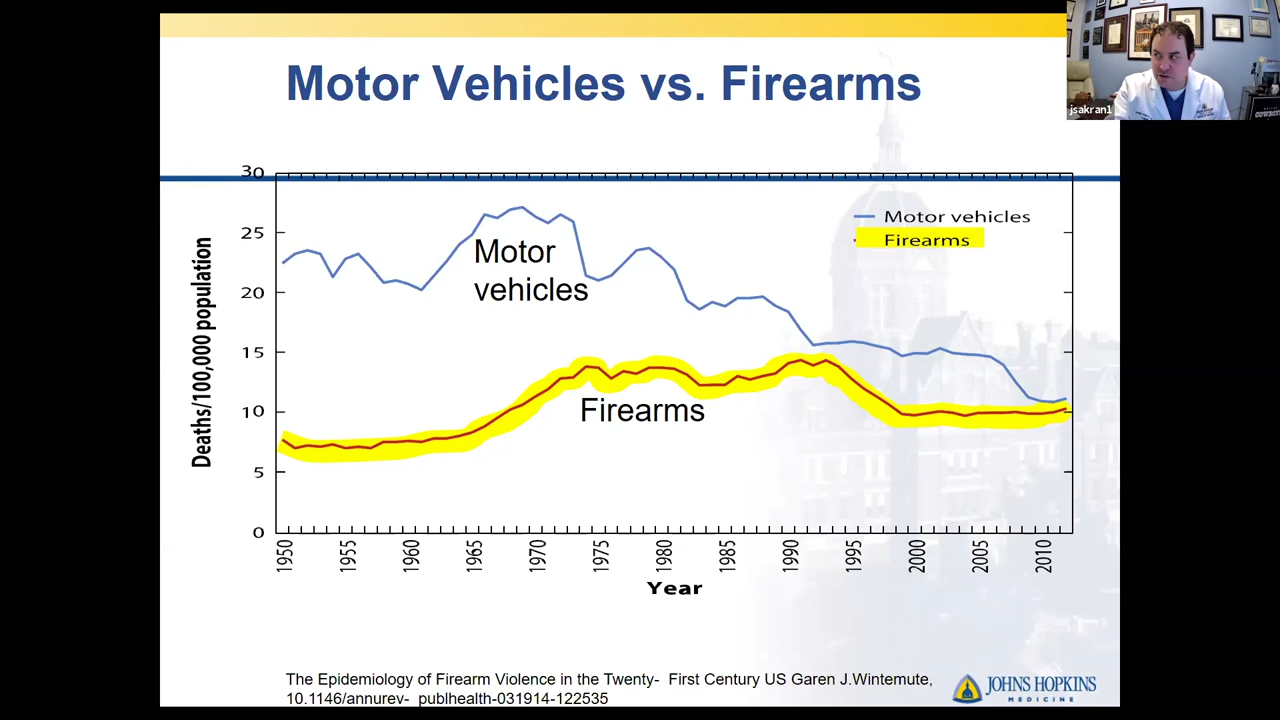 Motor Vehicles vs. Firearms
jsakran1
30
25
20
15
10
5
0
Deaths/100,000 population
Motor vehicles
Firearms
Motor
vehicles
Firearms
1950
1955
1960
1965
1970
1975
1980
1985
1990
1995
2000
2005
2010
Year
The Epidemiology of Firearm Violence in the Twenty- First Century US Garen J.Wintemute,
10.1146/annurev- publhealth-031914-122535
JOHNS HOPKINS
MEDICINE
COWBOYS